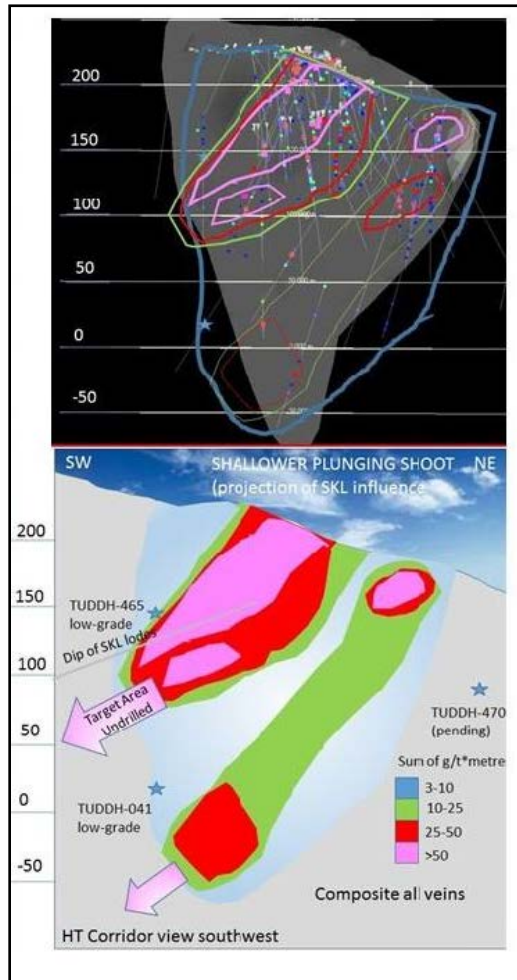 200
150
100
50
0
-50
SW
SHALLOWER PLUNGING SHOOT
NE
(projection of SKL influence
200
150
100
50
0
-50
TUDDH-465
low-grade
Dip of SKL lodes
Target Area
Undrilled
TUDDH-470
(pending)
TUDDH-041
low-grade
Sum of g/t*metre
3-10
10-25
25-50
>50
Composite all veins
HT Corridor view southwest